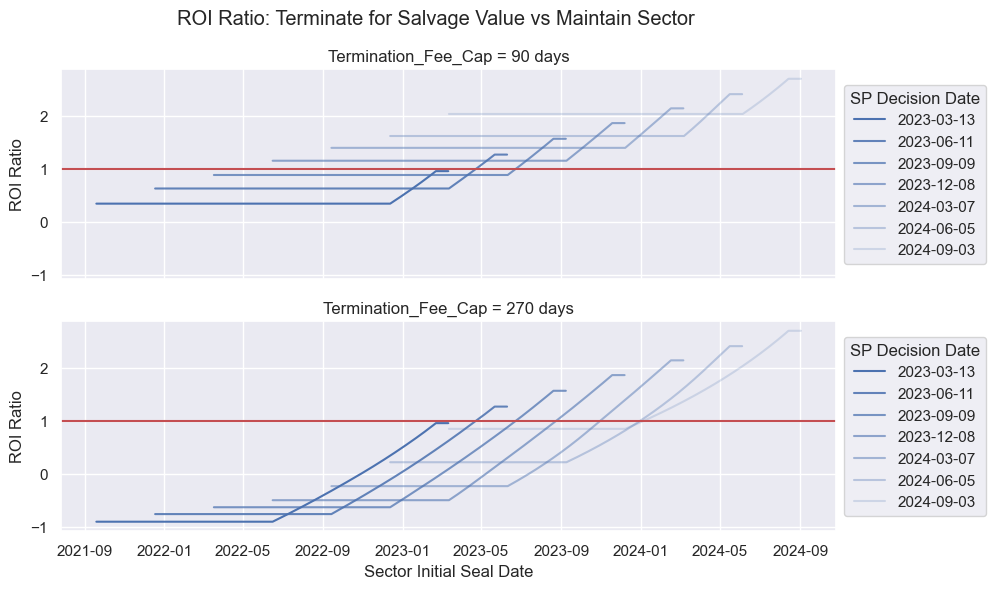 ROI Ratio: Terminate for Salvage Value vs Maintain Sector
Termination_Fee_Cap = 90 days
ROI Ratio
2
1
0
−1
SP Decision Date
2023-03-13
2023-06-11
2023-09-09
2023-12-08
2024-03-07
2024-06-05
2024-09-03
Termination_Fee_Cap = 270 days
ROI Ratio
2
1
0
−1
SP Decision Date
2023-03-13
2023-06-11
2023-09-09
2023-12-08
2024-03-07
2024-06-05
2024-09-03
2021-09 2022-01 2022-05 2022-09 2023-01 2023-05 2023-09 2024-01 2024-05 2024-09
Sector Initial Seal Date